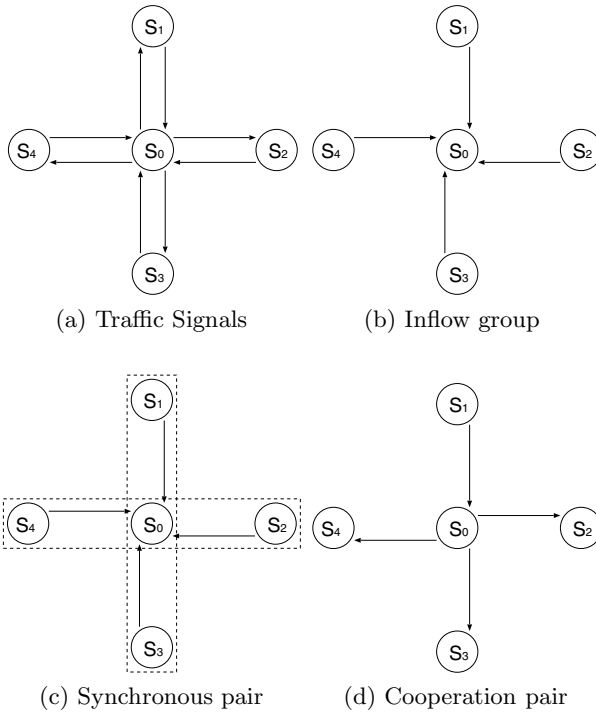 S1 S1
S4 S0 S2 S4 S0 S2
S3 S3
(a) Traffic Signals (b) Inflow group
S1 S1
S4 S0 S2 S4 S0 S2
S3 S3
(c) Synchronous pair (d) Cooperation pair